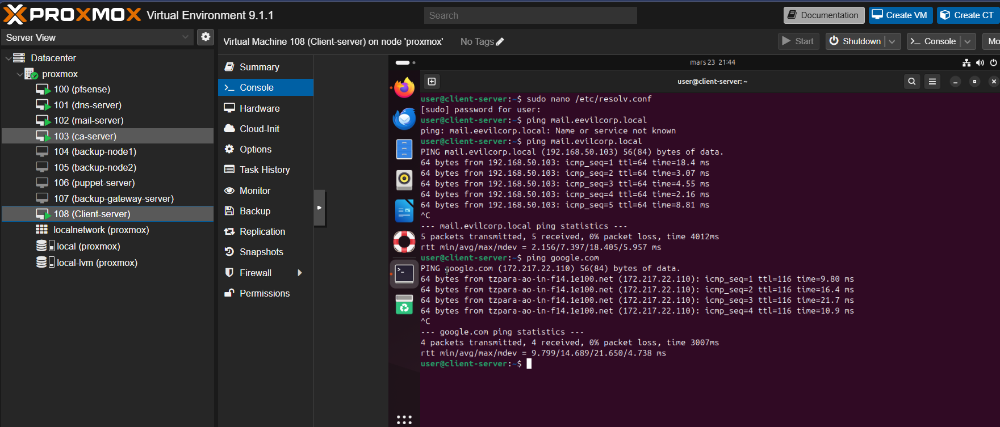 PROXMOX Virtual Environment 9.1.1
Search
Documentation
Create VM
Create CT
Server View
Datacenter
proxmox
100 (pfsense)
101 (dns-server)
102 (mail-server)
103 (ca-server)
104 (backup-node1)
105 (backup-node2)
106 (puppet-server)
107 (backup-gateway-server)
108 (Client-server)
localnetwork (proxmox)
local (proxmox)
local-lvm (proxmox)
Virtual Machine 108 (Client-server) on node 'proxmox'
No Tags
Start
Shutdown
Console
Mo
Summary
Console
Hardware
Cloud-Init
Options
Task History
Monitor
Backup
Replication
Snapshots
Firewall
Permissions
mars 23 21:44
user@client-server: ~
user@client-server:~$ sudo nano /etc/resolv.conf
[sudo] password for user:
user@client-server:~$ ping mail.eevilcorp.local
ping: mail.eevilcorp.local: Name or service not known
user@client-server:~$ ping mail.evilcorp.local
PING mail.evilcorp.local (192.168.50.103) 56(84) bytes of data.
64 bytes from 192.168.50.103: icmp_seq=1 ttl=64 time=18.4 ms
64 bytes from 192.168.50.103: icmp_seq=2 ttl=64 time=3.07 ms
64 bytes from 192.168.50.103: icmp_seq=3 ttl=64 time=4.55 ms
64 bytes from 192.168.50.103: icmp_seq=4 ttl=64 time=2.16 ms
64 bytes from 192.168.50.103: icmp_seq=5 ttl=64 time=8.81 ms
^C
--- mail.evilcorp.local ping statistics ---
5 packets transmitted, 5 received, 0% packet loss, time 4012ms
rtt min/avg/max/mdev = 2.156/7.397/18.405/5.957 ms
user@client-server:~$ ping google.com
PING google.com (172.217.22.110) 56(84) bytes of data.
64 bytes from tzpara-ao-in-f14.1e100.net (172.217.22.110): icmp_seq=1 ttl=116 time=9.80 ms
64 bytes from tzpara-ao-in-f14.1e100.net (172.217.22.110): icmp_seq=2 ttl=116 time=16.4 ms
64 bytes from tzpara-ao-in-f14.1e100.net (172.217.22.110): icmp_seq=3 ttl=116 time=21.7 ms
64 bytes from tzpara-ao-in-f14.1e100.net (172.217.22.110): icmp_seq=4 ttl=116 time=10.9 ms
^C
--- google.com ping statistics ---
4 packets transmitted, 4 received, 0% packet loss, time 3007ms
rtt min/avg/max/mdev = 9.799/14.689/21.650/4.738 ms
user@client-server:~$